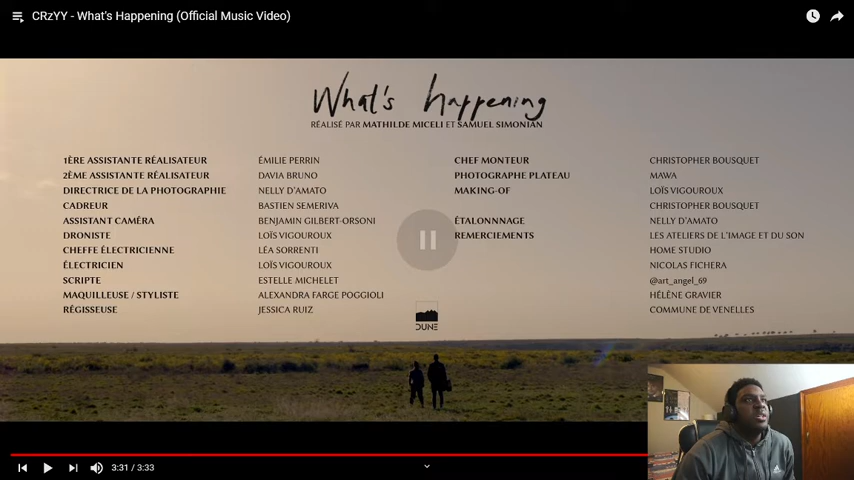 CRzYY - What's Happening (Official Music Video)
What's happening
RÉALISÉ PAR MATHILDE MICELI ET SAMUEL SIMONIAN
1ÈRE ASSISTANTE RÉALISATEUR ÉMILIE PERRIN
2ÈME ASSISTANTE RÉALISATEUR DAVIA BRUNO
DIRECTRICE DE LA PHOTOGRAPHIE NELLY D'AMATO
CADREUR BASTIEN SEMERIVA
ASSISTANT CAMÉRA BENJAMIN GILBERT-ORSONI
DRONISTE LOÏS VIGOUROUX
CHEFFE ÉLECTRICIENNE LÉA SORRENTI
ÉLECTRICIEN LOÏS VIGOUROUX
SCRIPTE ESTELLE MICHELET
MAQUILLEUSE / STYLISTE ALEXANDRA FARGE POGGIOLI
RÉGISSEUSE JESSICA RUIZ
CHEF MONTEUR CHRISTOPHER BOUSQUET
PHOTOGRAPHE PLATEAU MAWA
MAKING-OF LOÏS VIGOUROUX
CHRISTOPHER BOUSQUET
ÉTALONNNAGE NELLY D'AMATO
REMERCIEMENTS LES ATELIERS DE L'IMAGE ET DU SON
HOME STUDIO
NICOLAS FICHERA
@art_angel_69
HÉLÈNE GRAVIER
COMMUNE DE VENELLES
DUNE
3:31 / 3:33